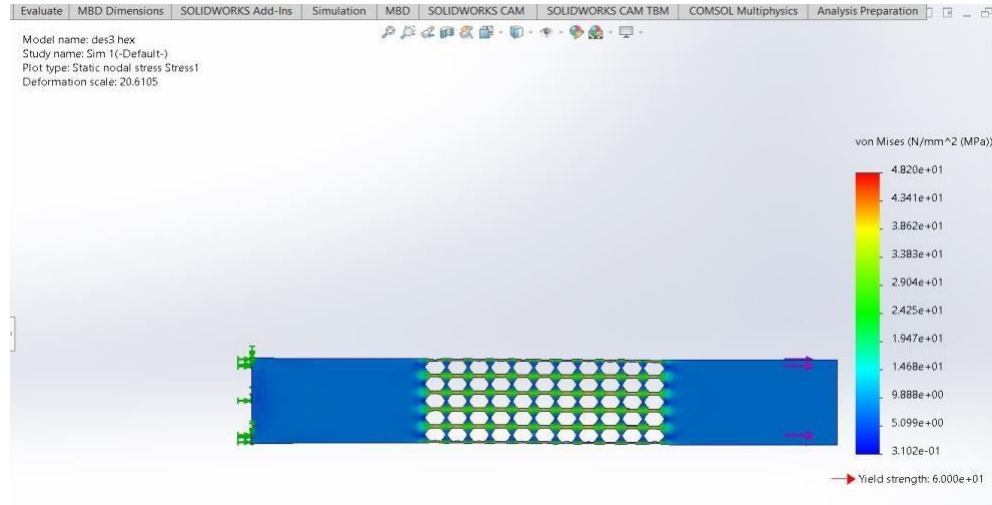 Evaluate MBD Dimensions SOLIDWORKS Add-Ins Simulation MBD SOLIDWORKS CAM SOLIDWORKS CAM TBM COMSOL Multiphysics Analysis Preparation
Model name: des3 hex
Study name: Sim 1(-Default-)
Plot type: Static nodal stress Stress1
Deformation scale: 20.6105
von Mises (N/mm^2 (MPa))
4.820e+01
4.341e+01
3.862e+01
3.383e+01
2.904e+01
2.425e+01
1.947e+01
1.468e+01
9.888e+00
5.099e+00
3.102e-01
Yield strength: 6.000e+01